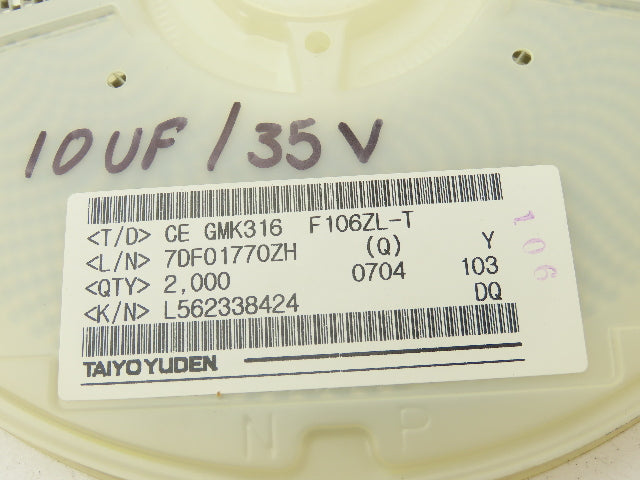 10UF/35V
<T/D> CE GMK316 F106ZL-T
<L/N> 7DF01770ZH (Q) Y
<QTY> 2,000 0704 103
<K/N> L562338424 DQ
TAIYO YUDEN
106
N P